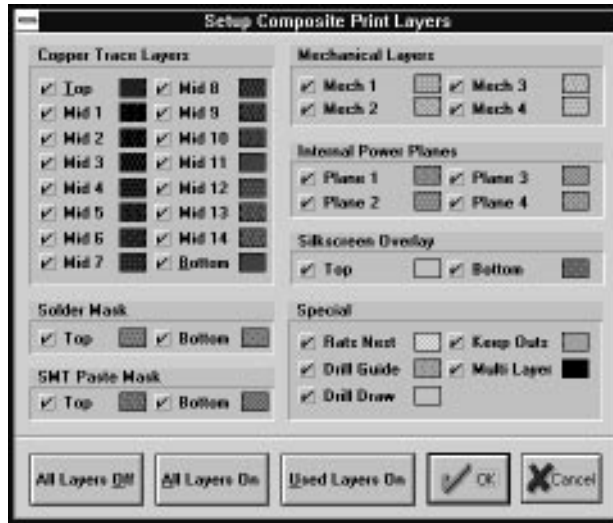 Setup Composite Print Layers
Copper Trace Layers
Top Mid 8
Mid 1 Mid 9
Mid 2 Mid 10
Mid 3 Mid 11
Mid 4 Mid 12
Mid 5 Mid 13
Mid 6 Mid 14
Mid 7 Bottom
Solder Mask
Top Bottom
SMT Paste Mask
Top Bottom
Mechanical Layers
Mech 1 Mech 3
Mech 2 Mech 4
Internal Power Planes
Plane 1 Plane 3
Plane 2 Plane 4
Silkscreen Overlay
Top Bottom
Special
Rats Nest Keep Outs
Drill Guide Multi Layer
Drill Draw
All Layers Off All Layers On Used Layers On OK Cancel